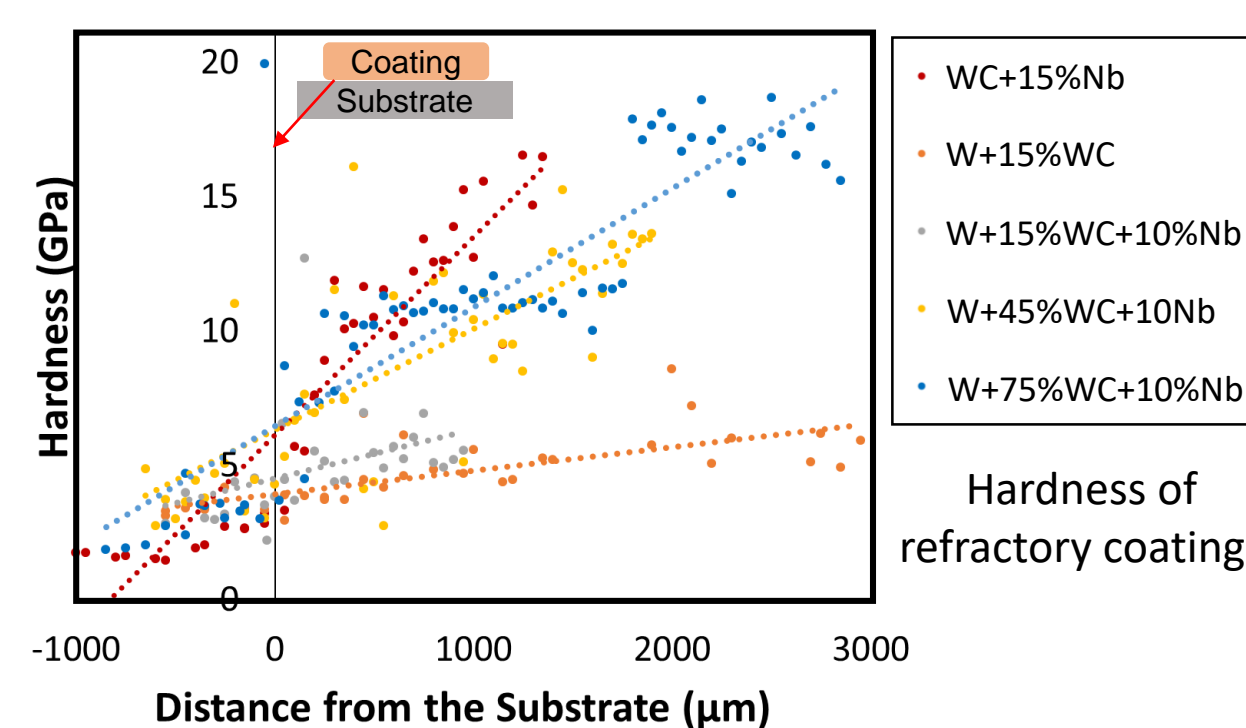 20
15
10
5
0
-1000
0
1000
2000
3000
Hardness (GPa)
Distance from the Substrate (μm)
Coating
Substrate
WC+15%Nb
W+15%WC
W+15%WC+10%Nb
W+45%WC+10Nb
W+75%WC+10%Nb
Hardness of
refractory coating